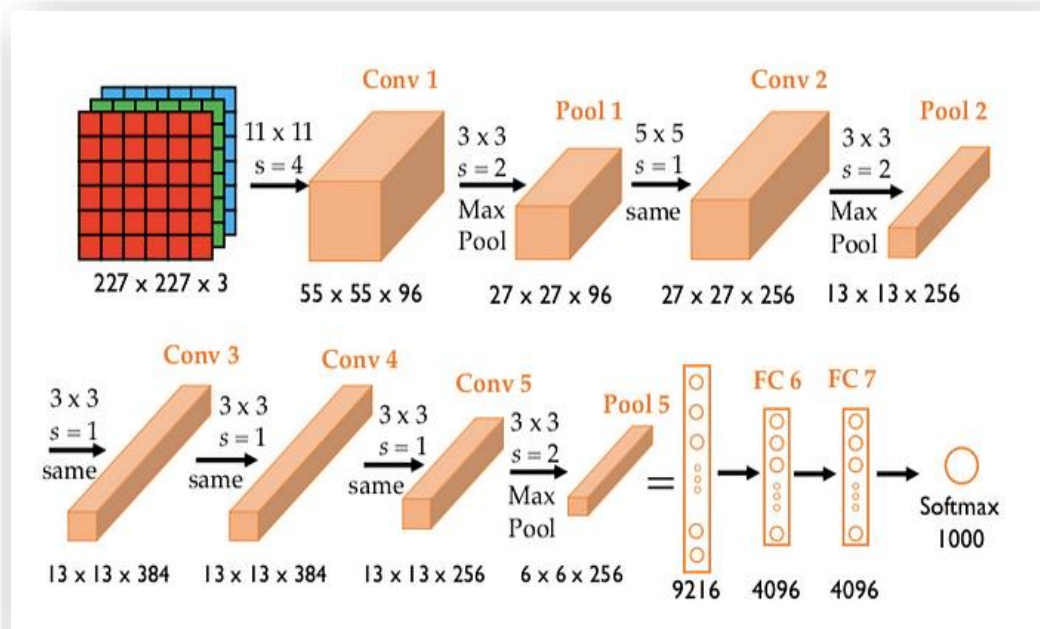 Conv 1
Conv 2
Pool 1
Pool 2
11 x 11
s = 4
3 x 3
s = 2
Max
Pool
5 x 5
s = 1
same
3 x 3
s = 2
Max
Pool
227 x 227 x 3
55 x 55 x 96
27 x 27 x 96
27 x 27 x 256
13 x 13 x 256
Conv 3
Conv 4
Conv 5
Pool 5
FC 6
FC 7
3 x 3
s = 1
same
3 x 3
s = 1
same
3 x 3
s = 1
same
3 x 3
s = 2
Max
Pool
=
Softmax
1000
13 x 13 x 384
13 x 13 x 384
13 x 13 x 256
6 x 6 x 256
9216
4096
4096